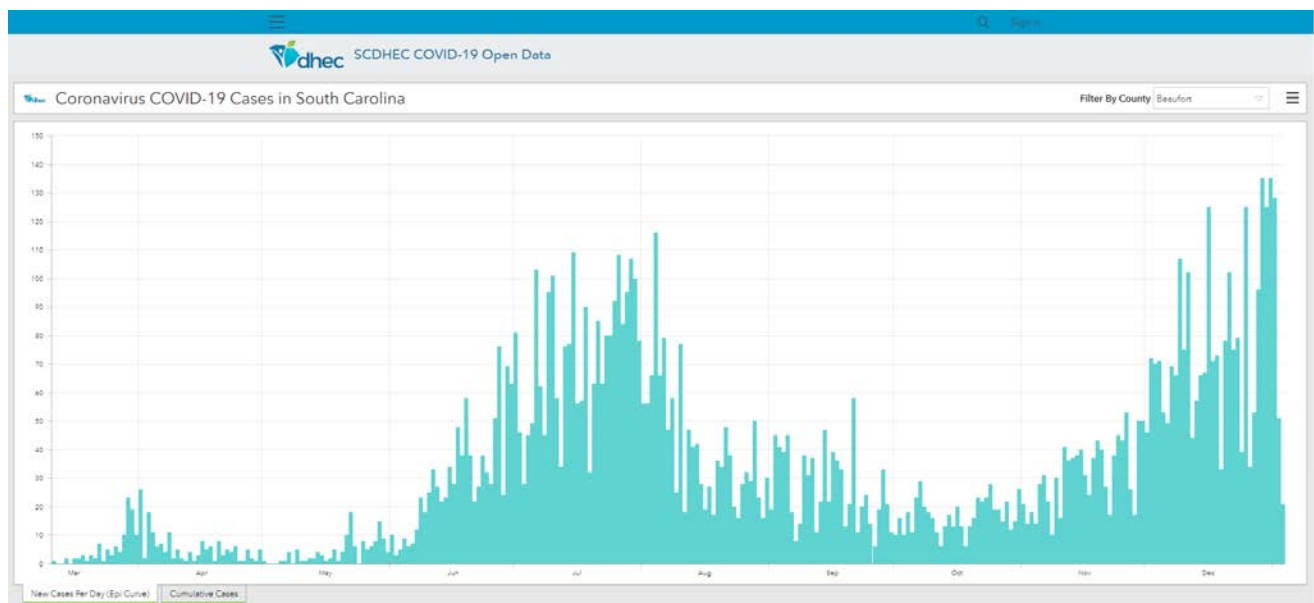 Sign In
dhec SCDHEC COVID-19 Open Data
dhec Coronavirus COVID-19 Cases in South Carolina
Filter By County Beaufort
150
140
130
120
110
100
90
80
70
60
50
40
30
20
10
0
Mar Apr May Jun Jul Aug Sep Oct Nov Dec
New Cases Per Day (Epi Curve) Cumulative Cases